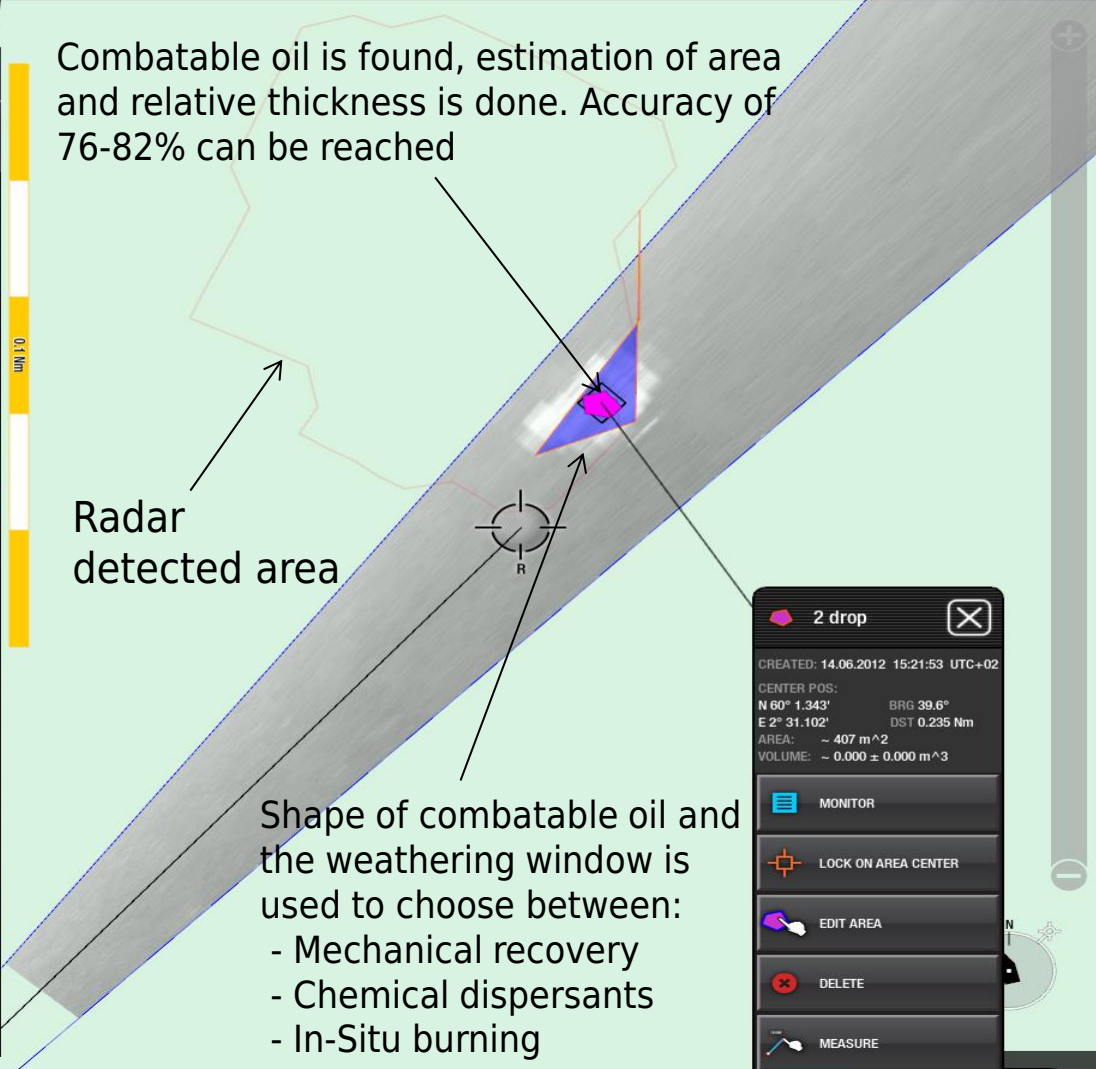 Combatable oil is found, estimation of area
and relative thickness is done. Accuracy of
76-82% can be reached
0.1 Nm
Radar
detected area
R
2 drop
CREATED: 14.06.2012 15:21:53 UTC+02
CENTER POS:
N 60° 1.343' BRG 39.6°
E 2° 31.102' DST 0.235 Nm
AREA: ~ 407 m^2
VOLUME: ~ 0.000 ± 0.000 m^3
MONITOR
LOCK ON AREA CENTER
EDIT AREA
DELETE
MEASURE
N
Shape of combatable oil and
the weathering window is
used to choose between:
- Mechanical recovery
- Chemical dispersants
- In-Situ burning